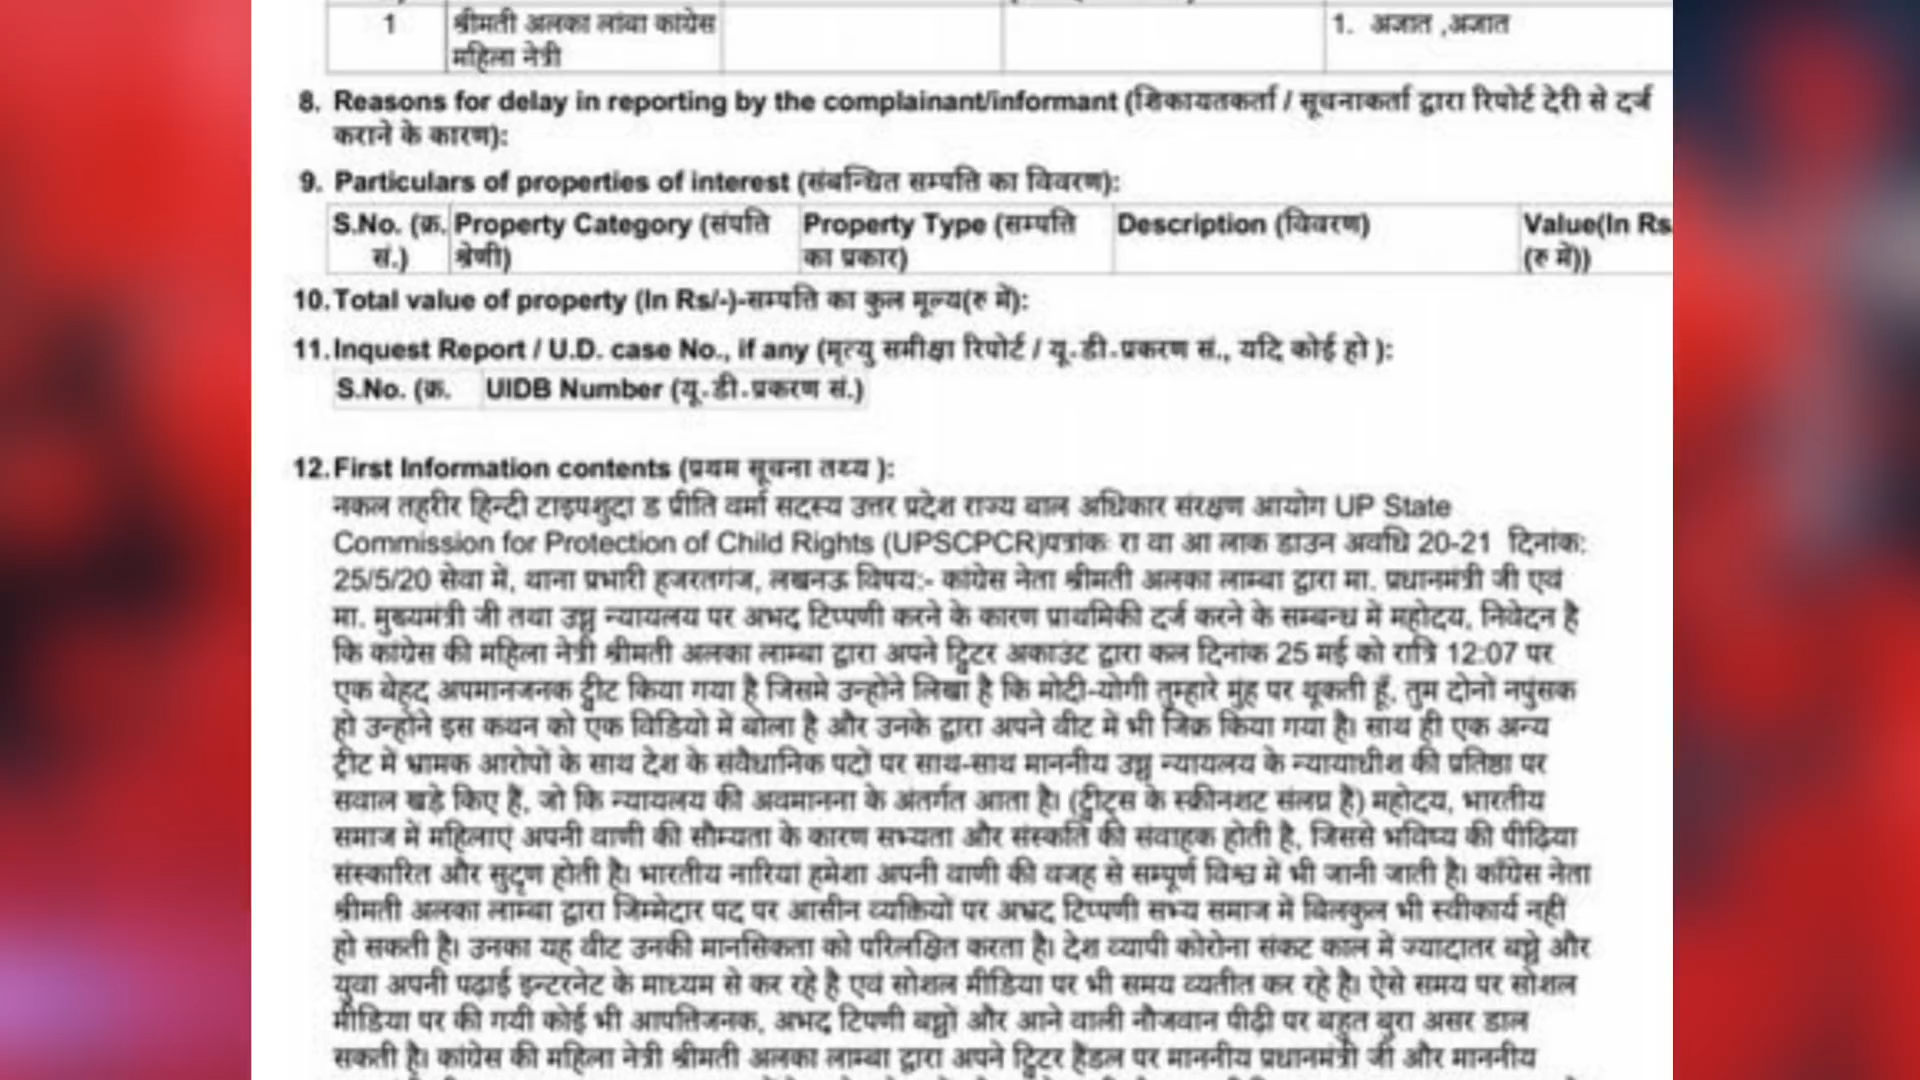 1 श्रीमती अलका लांबा कांग्रेस 1. अज्ञात ,अज्ञात
महिला नेत्री
8. Reasons for delay in reporting by the complainant/informant (शिकायतकर्ता / सूचनाकर्ता द्वारा रिपोर्ट देरी से दर्ज
कराने के कारण):
9. Particulars of properties of interest (संबन्धित सम्पति का विवरण):
S.No. (क्र. Property Category (संपति Property Type (सम्पति Description (विवरण) Value(In Rs
सं.) श्रेणी) का प्रकार) (रु में))
10. Total value of property (In Rs/-)-सम्पति का कुल मूल्य(रु में):
11. Inquest Report / U.D. case No., if any (मृत्यु समीक्षा रिपोर्ट / यू.डी.प्रकरण सं., यदि कोई हो ):
S.No. (क्र. UIDB Number (यू.डी.प्रकरण सं.)
12. First Information contents (प्रथम सूचना तथ्य ):
नकल तहरीर हिन्दी टाइपशुदा ड प्रीति वर्मा सदस्य उत्तर प्रदेश राज्य बाल अधिकार संरक्षण आयोग UP State
Commission for Protection of Child Rights (UPSCPCR)पत्रांक रा वा आ लाक डाउन अवधि 20-21 दिनांक:
25/5/20 सेवा में, थाना प्रभारी हजरतगंज, लखनऊ विषय:- कांग्रेस नेता श्रीमती अलका लाम्बा द्वारा मा. प्रधानमंत्री जी एवं
मा. मुख्यमंत्री जी तथा उच्च न्यायलय पर अभद्र टिप्पणी करने के कारण प्राथमिकी दर्ज करने के सम्बन्ध में महोदय, निवेदन है
कि कांग्रेस की महिला नेत्री श्रीमती अलका लाम्बा द्वारा अपने ट्विटर अकाउंट द्वारा कल दिनांक 25 मई को रात्रि 12:07 पर
एक बेहद अपमानजनक ट्वीट किया गया है जिसमे उन्होने लिखा है कि मोदी-योगी तुम्हारे मुंह पर थूकती हूँ, तुम दोनो नपुंसक
हो उन्होने इस कथन को एक विडियो में बोला है और उनके द्वारा अपने वीट में भी जिक्र किया गया है। साथ ही एक अन्य
ट्वीट में भ्रामक आरोपों के साथ देश के संवैधानिक पदों पर साथ-साथ माननीय उच्च न्यायलय के न्यायाधीश की प्रतिष्ठा पर
सवाल खड़े किए है, जो कि न्यायलय की अवमानना के अंतर्गत आता है। (ट्वीट्स के स्क्रीनशट संलग्न है) महोदय, भारतीय
समाज में महिलाएं अपनी वाणी की सौम्यता के कारण सभ्यता और संस्कर्ति की संवाहक होती है, जिससे भविष्य की पीढ़िया
संस्कारित और सुदृण होती है। भारतीय नारियां हमेशा अपनी वाणी की वजह से सम्पूर्ण विश्व में भी जानी जाती है। काँग्रेस नेता
श्रीमती अलका लाम्बा द्वारा जिम्मेदार पद पर आसीन व्यक्तियों पर अभद्र टिप्पणी सभ्य समाज में बिलकुल भी स्वीकार्य नहीं
हो सकती है। उनका यह वीट उनकी मानसिकता को परिलक्षित करता है। देश व्यापी कोरोना संकट काल में ज्यादातर बच्चे और
युवा अपनी पढ़ाई इन्टरनेट के माध्यम से कर रहे है एवं सोशल मीडिया पर भी समय व्यतीत कर रहे है। ऐसे समय पर सोशल
मीडिया पर की गयी कोई भी आपत्तिजनक, अभद्र टिपणी बच्चों और आने वाली नौजवान पीढ़ी पर बहुत बुरा असर डाल
सकती है। कांग्रेस की महिला नेत्री श्रीमती अलका लाम्बा द्वारा अपने ट्विटर हैंडल पर माननीय प्रधानमंत्री जी और माननीय